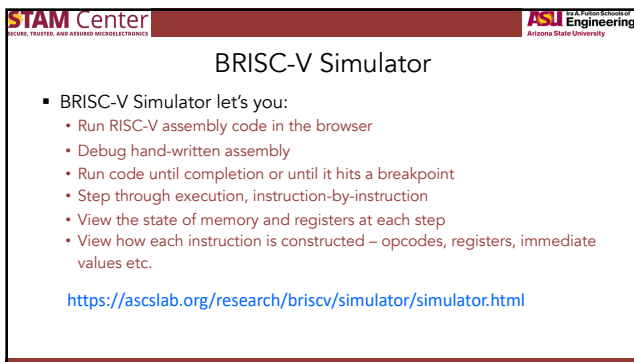 STAM Center
SECURE, TRUSTED, AND ASSURED MICROELECTRONICS
ASU Ira A. Fulton Schools of
Engineering
Arizona State University
BRISC-V Simulator
▪ BRISC-V Simulator let's you:
• Run RISC-V assembly code in the browser
• Debug hand-written assembly
• Run code until completion or until it hits a breakpoint
• Step through execution, instruction-by-instruction
• View the state of memory and registers at each step
• View how each instruction is constructed – opcodes, registers, immediate
values etc.
https://ascslab.org/research/briscv/simulator/simulator.html